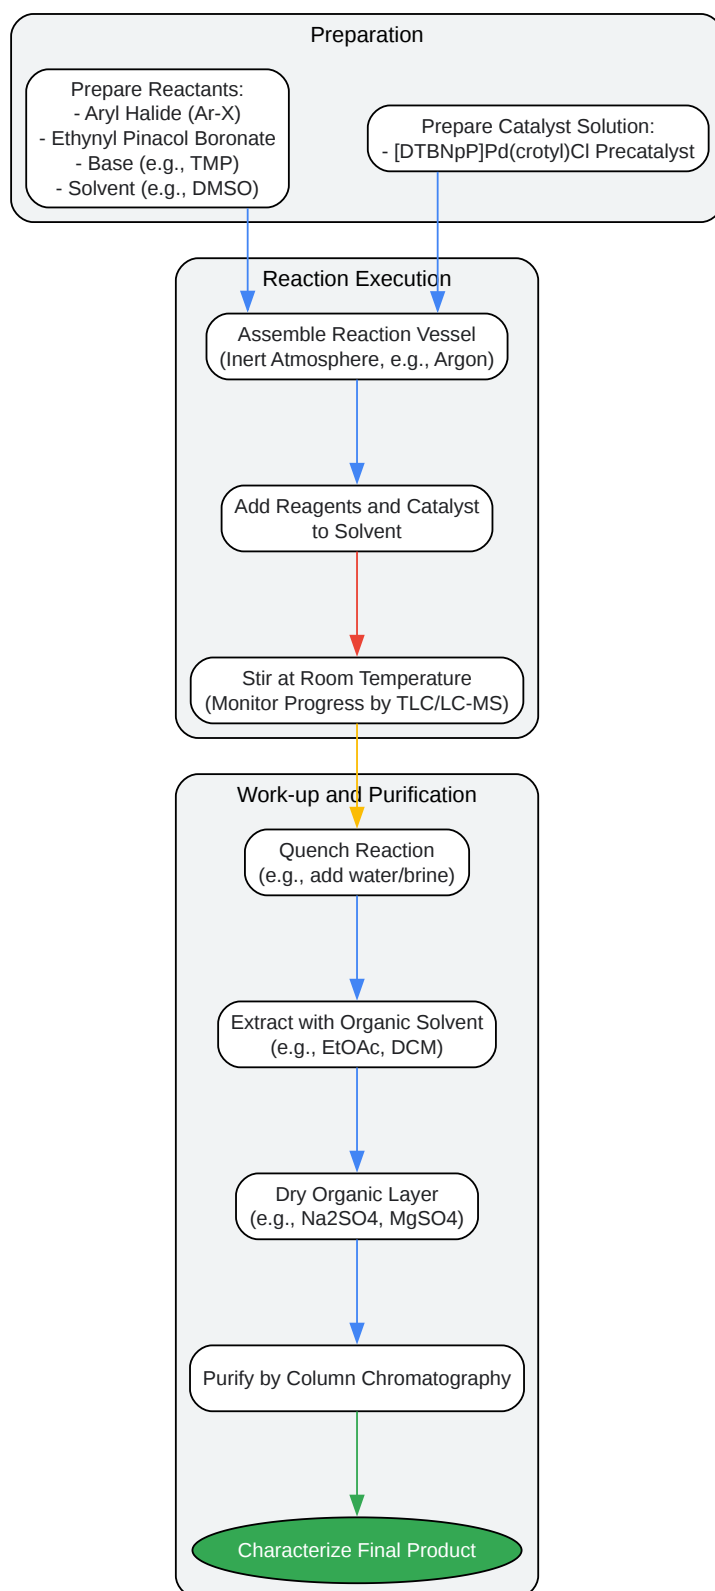 Preparation
Prepare Reactants:
- Aryl Halide (Ar-X)
- Ethynyl Pinacol Boronate
- Base (e.g., TMP)
- Solvent (e.g., DMSO)
Prepare Catalyst Solution:
- [DTBNpP]Pd(crotyl)Cl Precatalyst
Reaction Execution
Assemble Reaction Vessel
(Inert Atmosphere, e.g., Argon)
Add Reagents and Catalyst
to Solvent
Stir at Room Temperature
(Monitor Progress by TLC/LC-MS)
Work-up and Purification
Quench Reaction
(e.g., add water/brine)
Extract with Organic Solvent
(e.g., EtOAc, DCM)
Dry Organic Layer
(e.g., Na2SO4, MgSO4)
Purify by Column Chromatography
Characterize Final Product